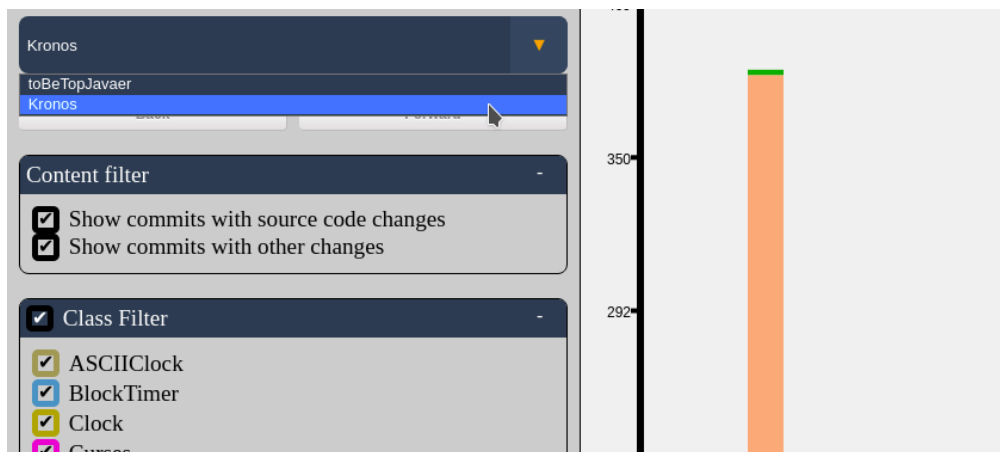 Kronos
toBeTopJavaer
Kronos
Content filter
-
Show commits with source code changes
Show commits with other changes
Class Filter
-
ASCIIClock
BlockTimer
Clock
350
292